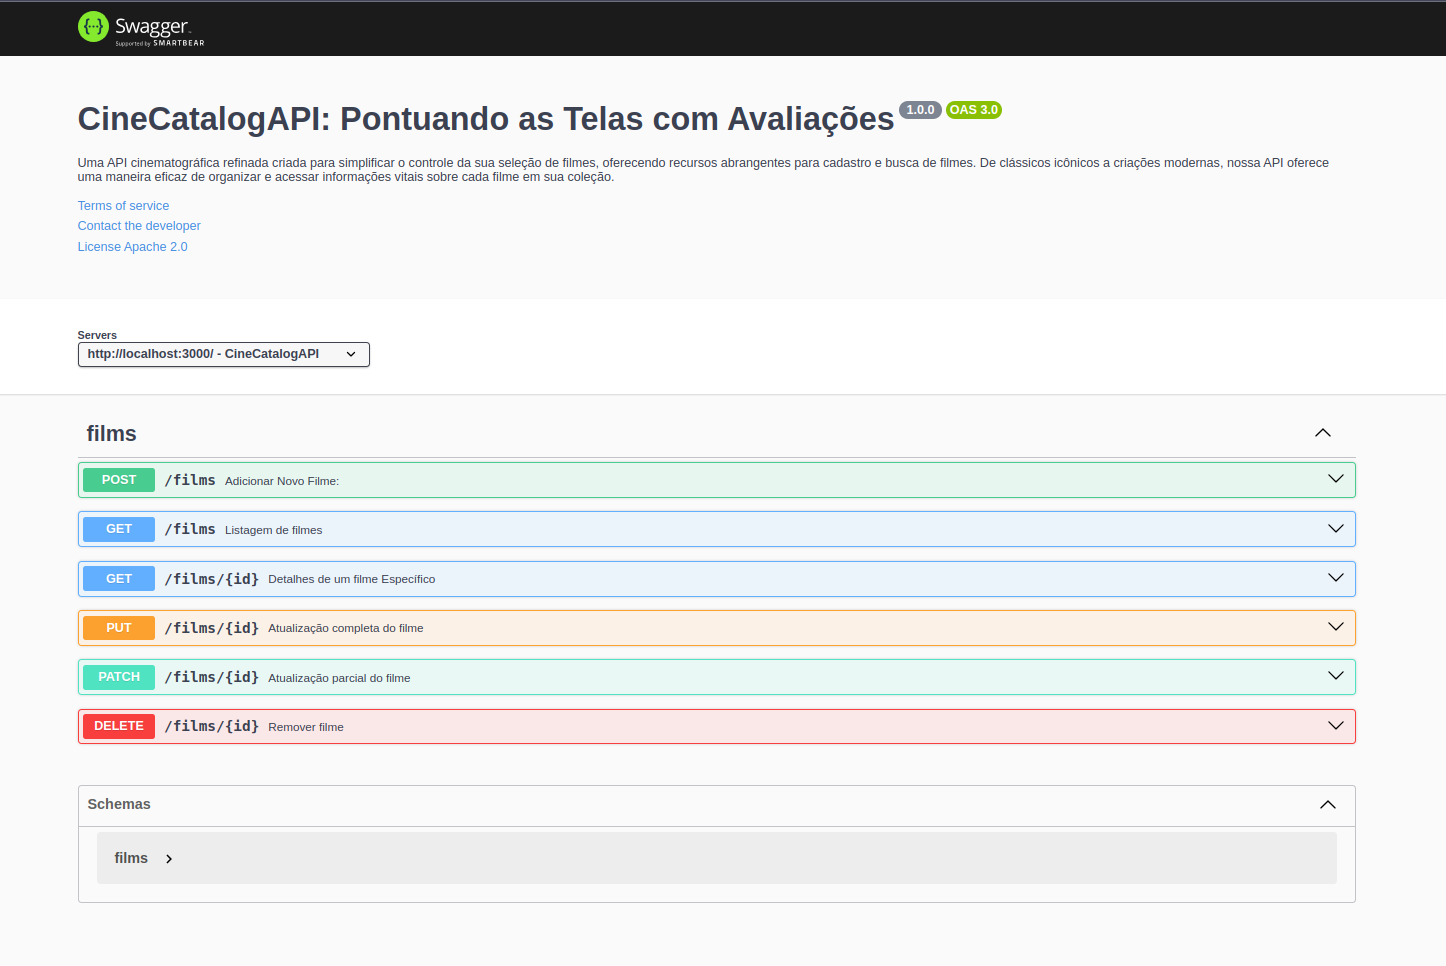 Swagger
Supported by SMARTBEAR
CineCatalogAPI: Pontuando as Telas com Avaliações 1.0.0 OAS 3.0
Uma API cinematográfica refinada criada para simplificar o controle da sua seleção de filmes, oferecendo recursos abrangentes para cadastro e busca de filmes. De clássicos icônicos a criações modernas, nossa API oferece
uma maneira eficaz de organizar e acessar informações vitais sobre cada filme em sua coleção.
Terms of service
Contact the developer
License Apache 2.0
Servers
http://localhost:3000/ - CineCatalogAPI
films
POST /films Adicionar Novo Filme:
GET /films Listagem de filmes
GET /films/{id} Detalhes de um filme Específico
PUT /films/{id} Atualização completa do filme
PATCH /films/{id} Atualização parcial do filme
DELETE /films/{id} Remover filme
Schemas
films